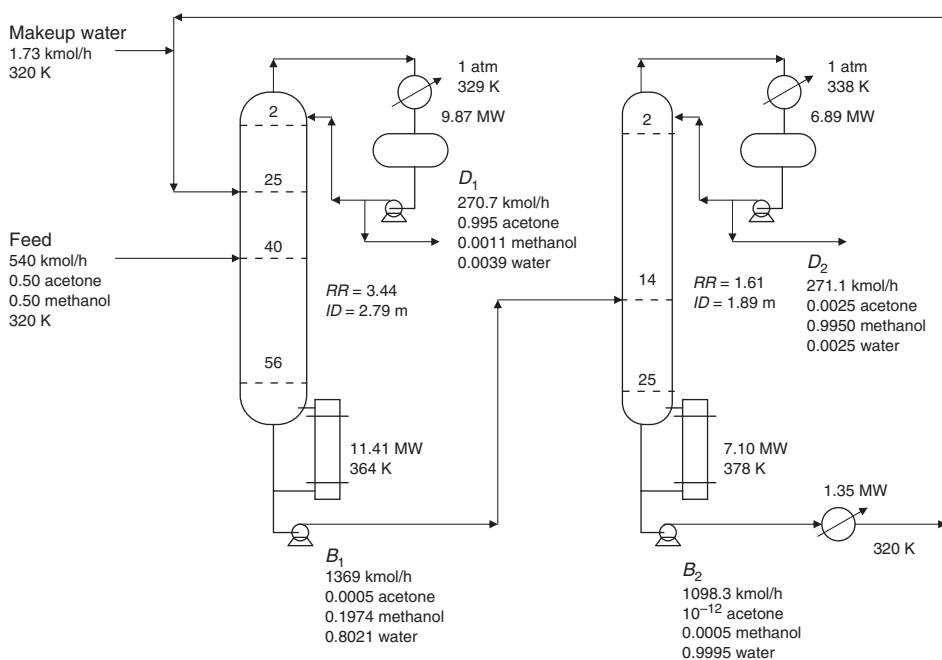 Makeup water
1.73 kmol/h
320 K
Feed
540 kmol/h
0.50 acetone
0.50 methanol
320 K
2
25
40
56
1 atm
329 K
9.87 MW
D1
270.7 kmol/h
0.995 acetone
0.0011 methanol
0.0039 water
RR = 3.44
ID = 2.79 m
11.41 MW
364 K
B1
1369 kmol/h
0.0005 acetone
0.1974 methanol
0.8021 water
2
14
25
1 atm
338 K
6.89 MW
RR = 1.61
ID = 1.89 m
D2
271.1 kmol/h
0.0025 acetone
0.9950 methanol
0.0025 water
7.10 MW
378 K
1.35 MW
320 K
B2
1098.3 kmol/h
10⁻¹² acetone
0.0005 methanol
0.9995 water